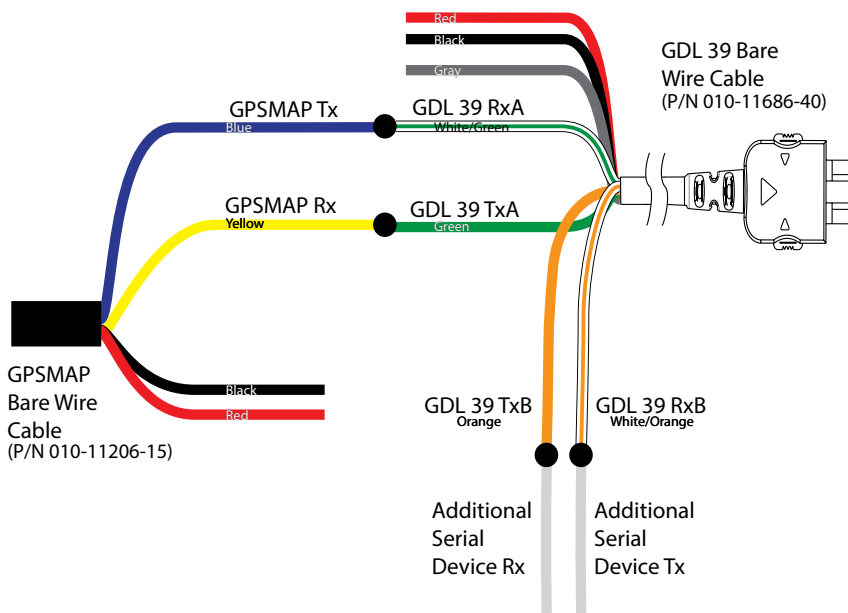 Red
Black
Gray
GDL 39 Bare
Wire Cable
(P/N 010-11686-40)
GPSMAP Tx
Blue
GDL 39 RxA
White/Green
GPSMAP Rx
Yellow
GDL 39 TxA
Green
GPSMAP
Bare Wire
Cable
(P/N 010-11206-15)
Black
Red
GDL 39 TxB
Orange
GDL 39 RxB
White/Orange
Additional
Serial
Device Rx
Additional
Serial
Device Tx